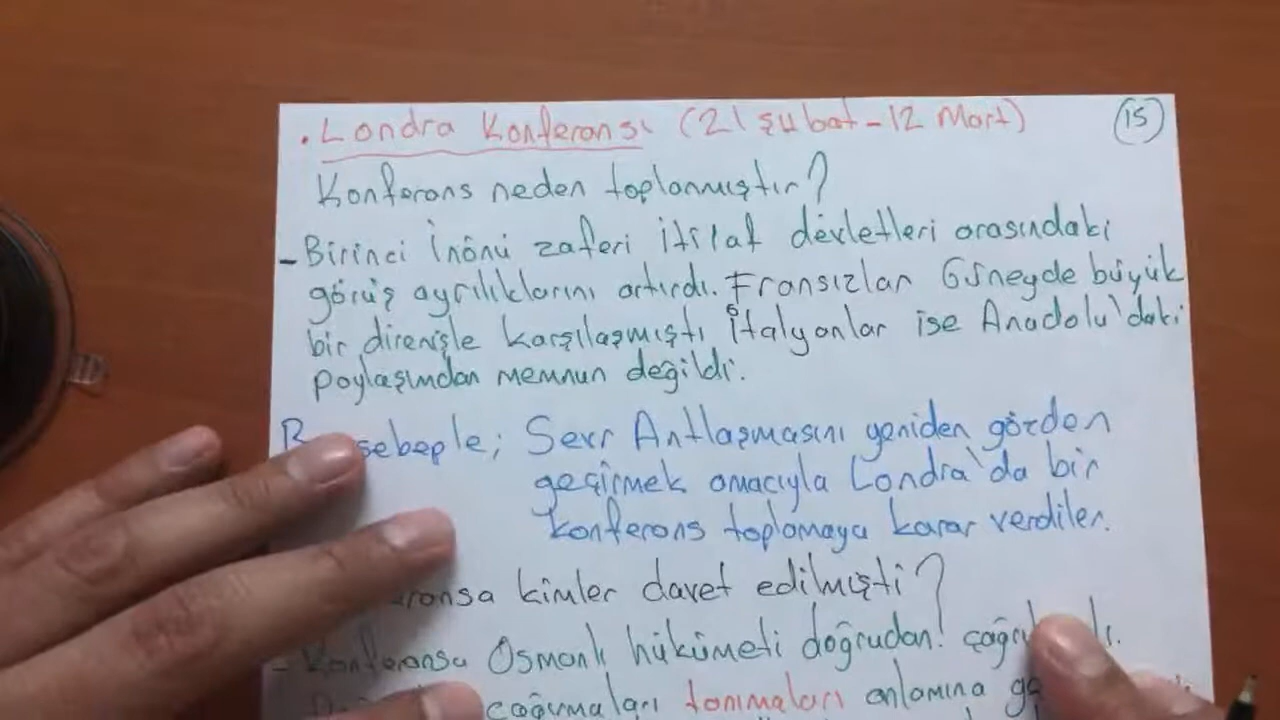 . Londra Konferansı (21 Şubat - 12 Mart) 15
Konferans neden toplanmıştır?
- Birinci İnönü zaferi İtilaf devletleri arasındaki
görüş ayrılıklarını artırdı. Fransızlar Güneyde büyük
bir direnişle karşılaşmıştı İtalyanlar ise Anadolu'daki
paylaşımdan memnun değildi.
sebeple; Sevr Antlaşmasını yeniden gözden
geçirmek amacıyla Londra'da bir
konferans toplamaya karar verdiler.
kimler davet edilmişti?
- Konferansa Osmanlı hükümeti doğrudan!
çağırmaları tanımaları anlamına